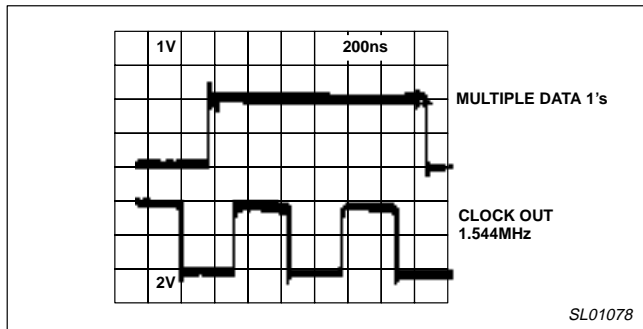 1V
200ns
MULTIPLE DATA 1's
CLOCK OUT
1.544MHz
2V
SL01078